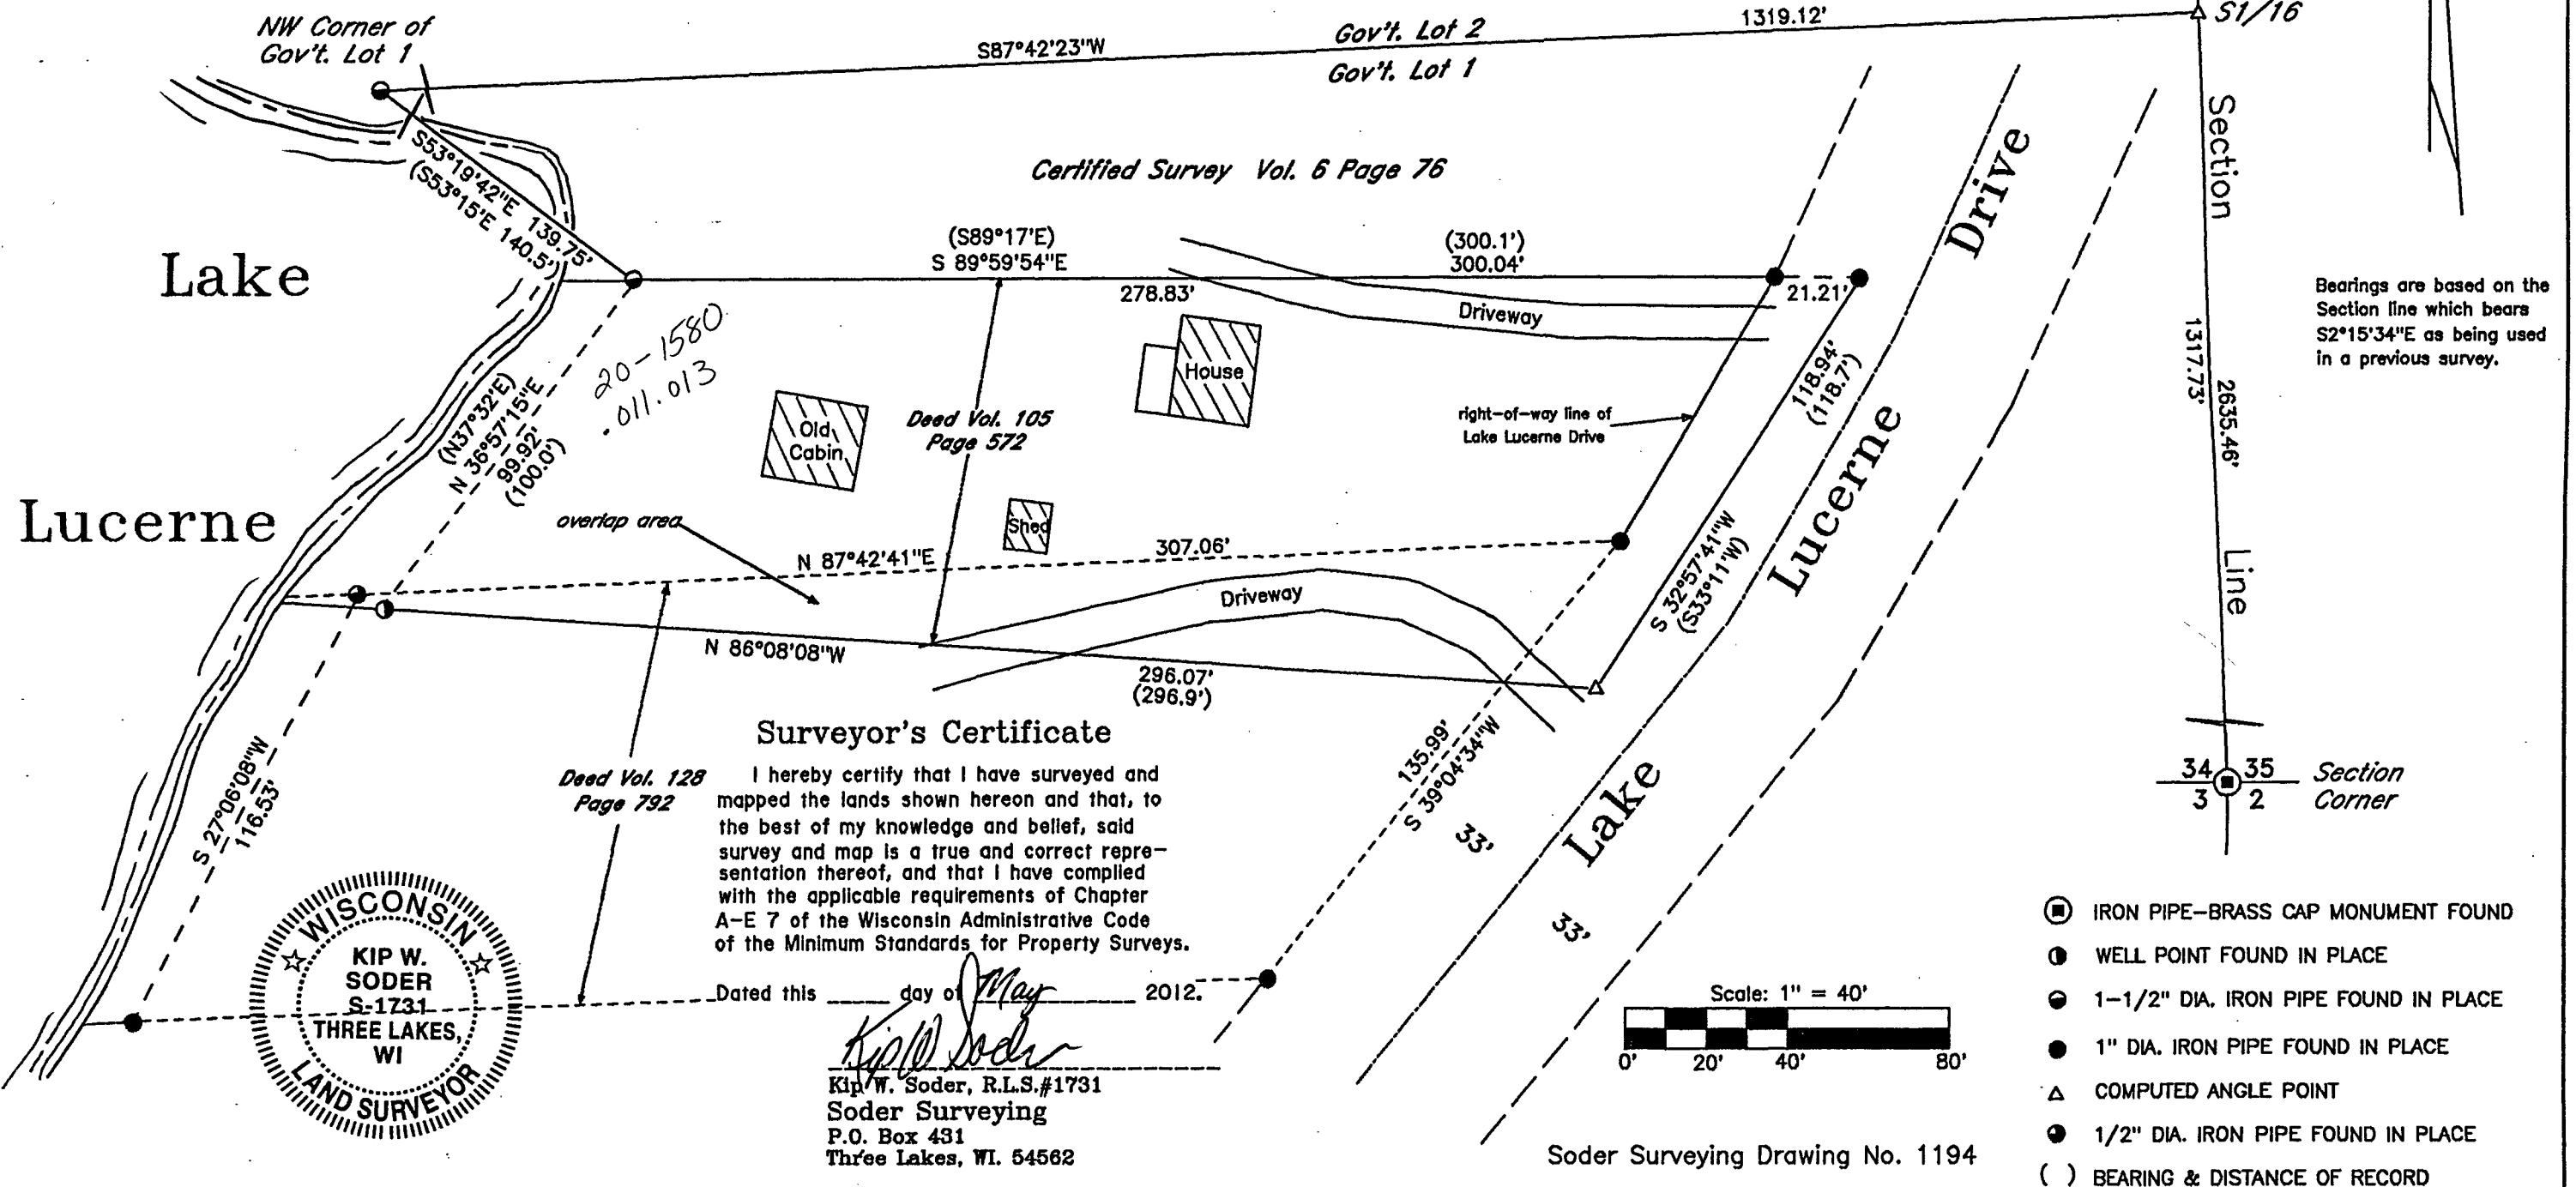 NW Corner of
Gov't. Lot 1
S87°42'23"W
Gov't. Lot 2
Gov't. Lot 1
1319.12'
S1/16
Section
Line
1317.73'
2635.46'
S53°19'42"E 139.75'
(S53°15'E 140.5')
Certified Survey Vol. 6 Page 76
Lake
Lucerne
(S89°17'E)
S 89°59'54"E
278.83'
(300.1')
300.04'
21.21'
Driveway
Drive
Lucerne
Lake
Bearings are based on the
Section line which bears
S2°15'34"E as being used
in a previous survey.
20-1580
.011.013
(N37°32'E)
N 36°57'15"E
99.92'
(100.0')
House
Old
Cabin
Shed
Deed Vol. 105
Page 572
right-of-way line of
Lake Lucerne Drive
118.94'
(118.7')
S 32°57'41"W
(S33°11'W)
overlap area
N 87°42'41"E
307.06'
Driveway
N 86°08'08"W
296.07'
(296.9')
135.99'
S 39°04'34"W
33'
33'
S 27°06'08"W
116.53'
Deed Vol. 128
Page 792
Surveyor's Certificate
I hereby certify that I have surveyed and
mapped the lands shown hereon and that, to
the best of my knowledge and belief, said
survey and map is a true and correct repre-
sentation thereof, and that I have complied
with the applicable requirements of Chapter
A-E 7 of the Wisconsin Administrative Code
of the Minimum Standards for Property Surveys.
Dated this _____ day of May 2012.
Kip W Soder
Kip W. Soder, R.L.S.#1731
Soder Surveying
P.O. Box 431
Three Lakes, WI. 54562
WISCONSIN
KIP W.
SODER
S-1731
THREE LAKES,
WI
LAND SURVEYOR
34 35
3 2
Section
Corner
Scale: 1" = 40'
0' 20' 40' 80'
Soder Surveying Drawing No. 1194
IRON PIPE-BRASS CAP MONUMENT FOUND
WELL POINT FOUND IN PLACE
1-1/2" DIA. IRON PIPE FOUND IN PLACE
1" DIA. IRON PIPE FOUND IN PLACE
COMPUTED ANGLE POINT
1/2" DIA. IRON PIPE FOUND IN PLACE
( ) BEARING & DISTANCE OF RECORD